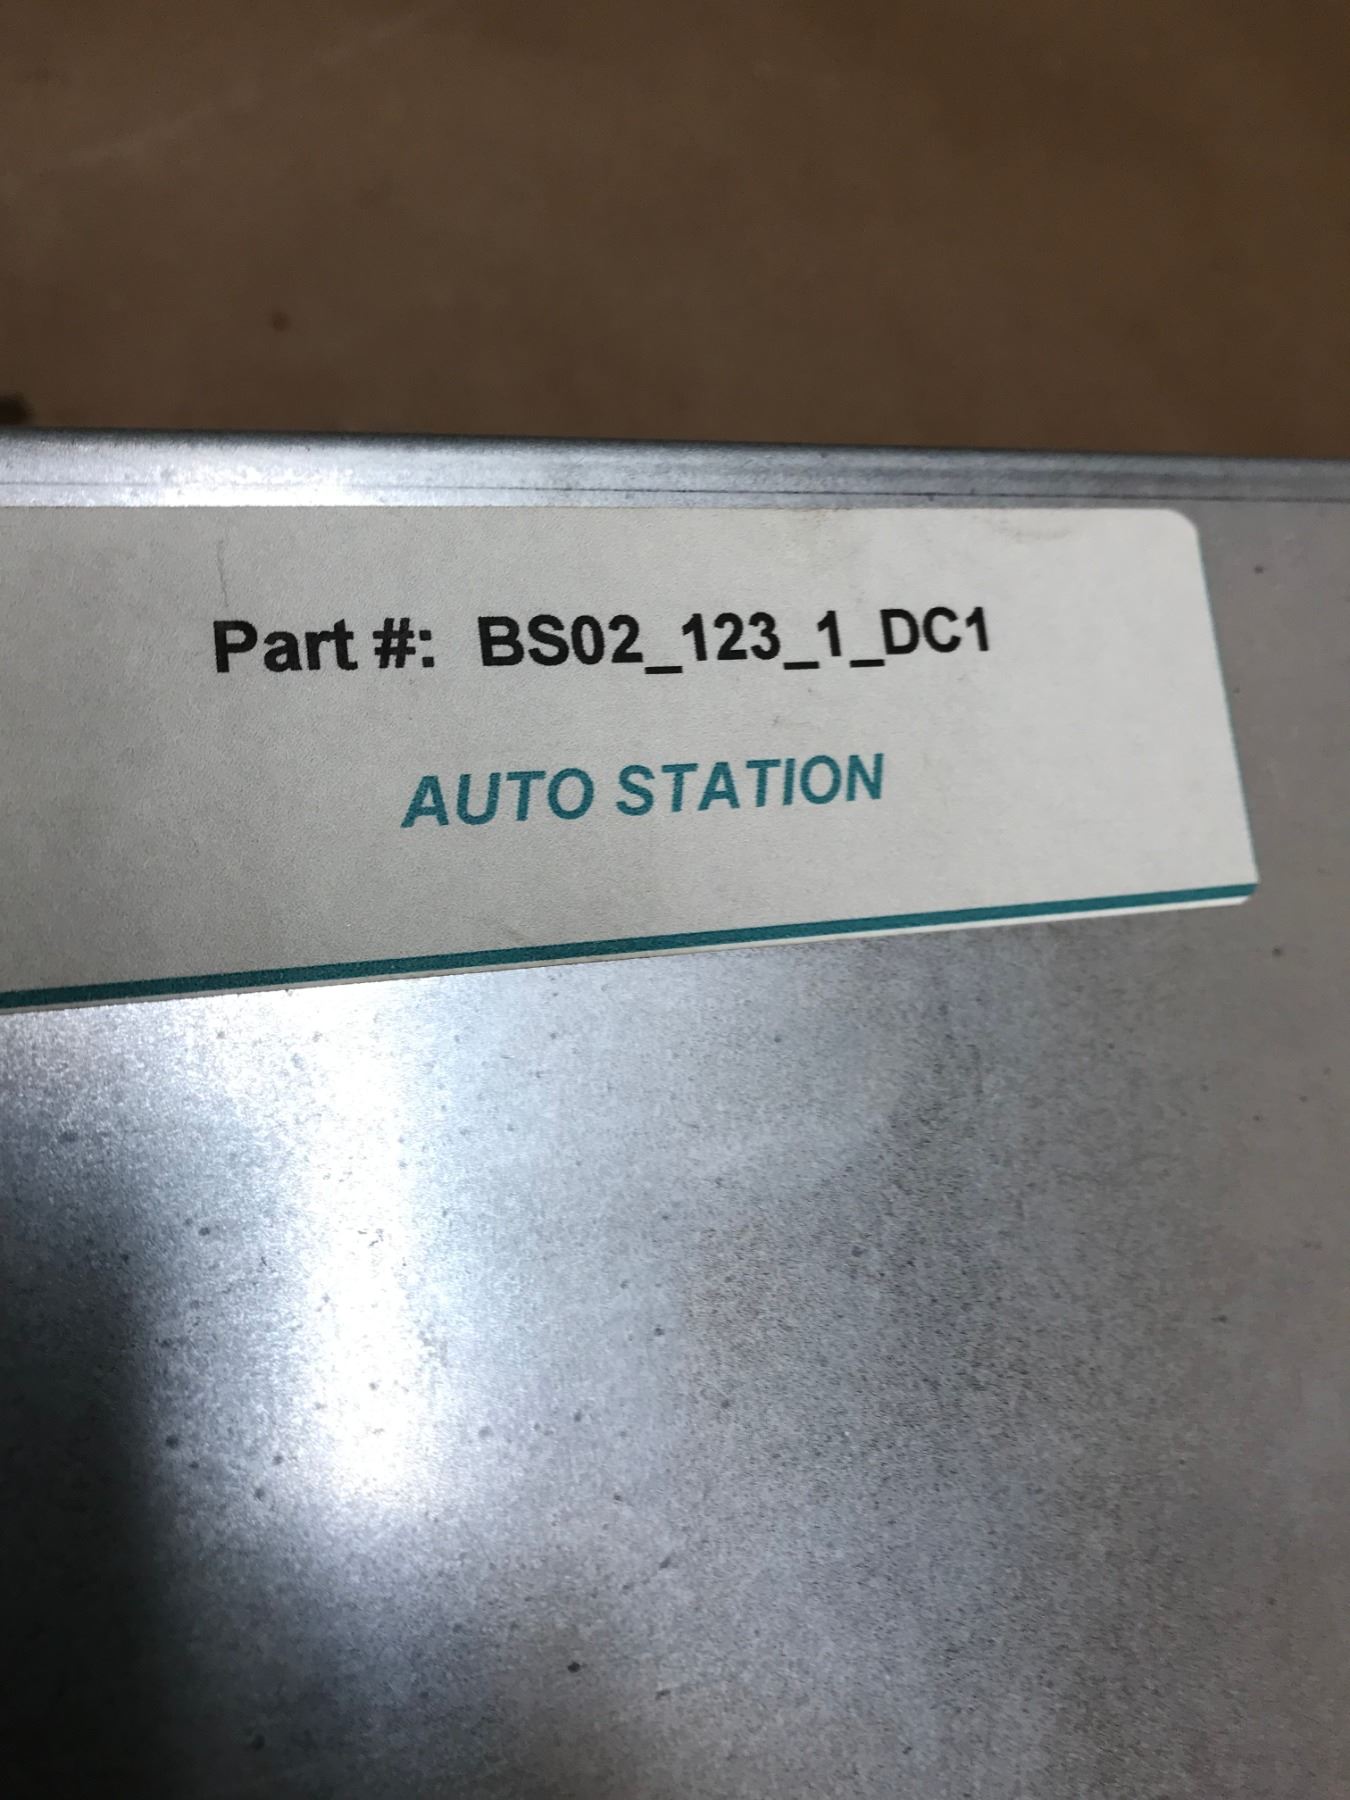 Part #: BS02_123_1_DC1
AUTO STATION